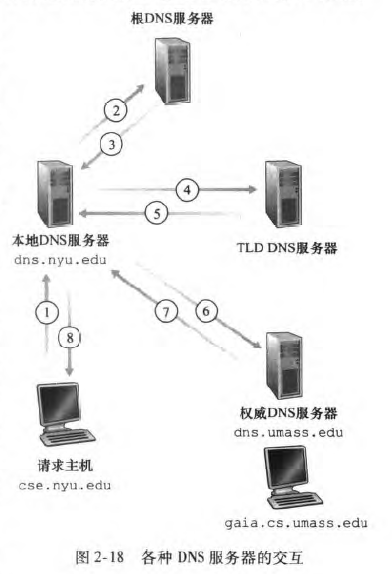 根DNS服务器
2
3
4
5
本地DNS服务器
dns.nyu.edu
TLD DNS服务器
1
8
7
6
权威DNS服务器
dns.umass.edu
请求主机
cse.nyu.edu
gaia.cs.umass.edu
图2-18 各种 DNS 服务器的交互